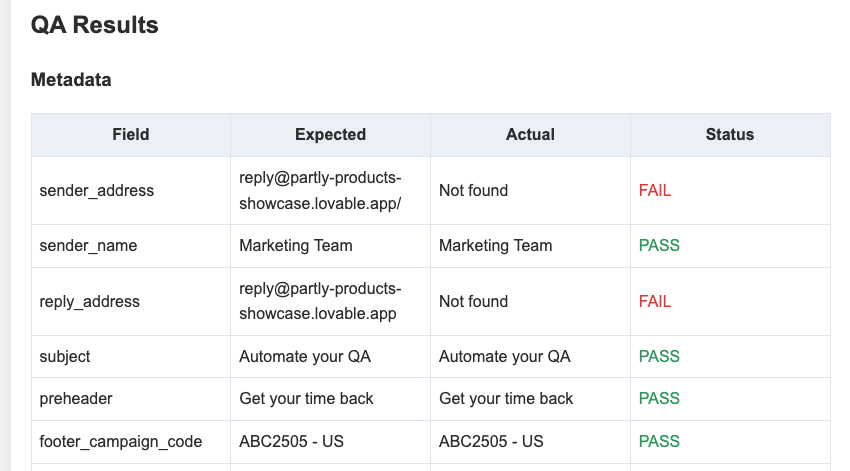 QA Results
Metadata
Field Expected Actual Status
sender_address reply@partly-products-
showcase.lovable.app/ Not found FAIL
sender_name Marketing Team Marketing Team PASS
reply_address reply@partly-products-
showcase.lovable.app Not found FAIL
subject Automate your QA Automate your QA PASS
preheader Get your time back Get your time back PASS
footer_campaign_code ABC2505 - US ABC2505 - US PASS